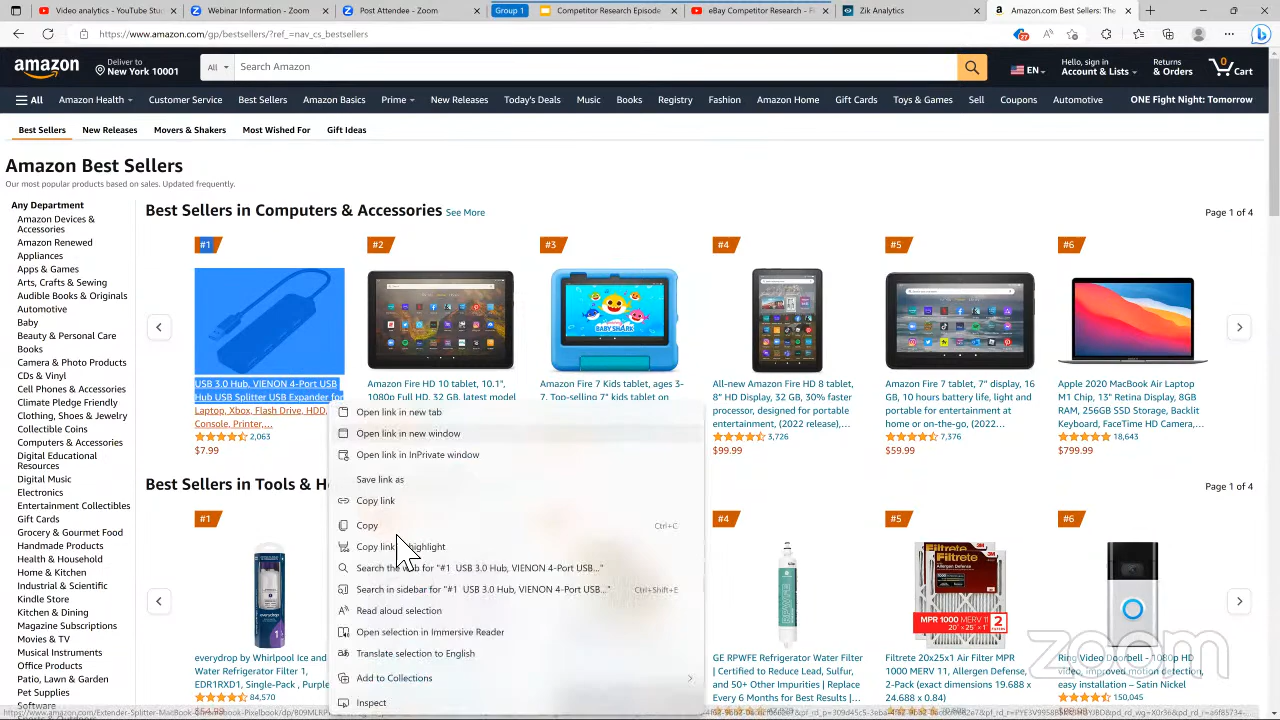 Video analytics - YouTube Stu
Webinar Information - Zoom
Post Attendee - Zoom
Group 1
Competitor Research Episode
eBay Competitor Research - F
Zik Analytics
Amazon.com Best Sellers: The
https://www.amazon.com/gp/bestsellers/?ref_=nav_cs_bestsellers
27
amazon
Deliver to
New York 10001
All
Search Amazon
EN
Hello, sign in
Account & Lists
Returns
& Orders
0
Cart
All
Amazon Health
Customer Service
Best Sellers
Amazon Basics
Prime
New Releases
Today's Deals
Music
Books
Registry
Fashion
Amazon Home
Gift Cards
Toys & Games
Sell
Coupons
Automotive
ONE Fight Night: Tomorrow
Best Sellers
New Releases
Movers & Shakers
Most Wished For
Gift Ideas
Amazon Best Sellers
Our most popular products based on sales. Updated frequently.
Any Department
Amazon Devices &
Accessories
Amazon Renewed
Appliances
Apps & Games
Arts, Crafts & Sewing
Audible Books & Originals
Automotive
Baby
Beauty & Personal Care
Books
Camera & Photo Products
CDs & Vinyl
Cell Phones & Accessories
Climate Pledge Friendly
Clothing, Shoes & Jewelry
Collectible Coins
Computers & Accessories
Digital Educational
Resources
Digital Music
Electronics
Entertainment Collectibles
Gift Cards
Grocery & Gourmet Food
Handmade Products
Health & Household
Home & Kitchen
Industrial & Scientific
Kindle Store
Kitchen & Dining
Magazine Subscriptions
Movies & TV
Musical Instruments
Office Products
Patio, Lawn & Garden
Pet Supplies
Software
Best Sellers in Computers & Accessories See More
Page 1 of 4
#1
USB 3.0 Hub, VIENON 4-Port USB
Hub USB Splitter USB Expander for
Laptop, Xbox, Flash Drive, HDD,
Console, Printer,…
2,063
$7.99
#2
Amazon Fire HD 10 tablet, 10.1",
1080p Full HD, 32 GB, latest model
#3
BABY SHARK
Amazon Fire 7 Kids tablet, ages 3-
7. Top-selling 7" kids tablet on
#4
All-new Amazon Fire HD 8 tablet,
8" HD Display, 32 GB, 30% faster
processor, designed for portable
entertainment, (2022 release),…
3,726
$99.99
#5
Amazon Fire 7 tablet, 7" display, 16
GB, 10 hours battery life, light and
portable for entertainment at
home or on-the-go, (2022…
7,376
$59.99
#6
Apple 2020 MacBook Air Laptop
M1 Chip, 13" Retina Display, 8GB
RAM, 256GB SSD Storage, Backlit
Keyboard, FaceTime HD Camera,…
18,643
$799.99
Open link in new tab
Open link in new window
Open link in InPrivate window
Save link as
Copy link
Copy
Ctrl+C
Copy link highlight
Search the for "#1 USB 3.0 Hub, VIENON 4-Port USB..."
Search in sidebar for "#1 USB 3.0 Hub, VIENON 4-Port USB..."
Ctrl+Shift+E
Read aloud selection
Open selection in Immersive Reader
Translate selection to English
Add to Collections
Inspect
Best Sellers in Tools &
Page 1 of 4
#1
everydrop by Whirlpool Ice and
Water Refrigerator Filter 1,
EDR1RXD1, Single-Pack, Purple
84,570
#4
GE RPWFE Refrigerator Water Filter
| Certified to Reduce Lead, Sulfur,
and 50+ Other Impurities | Replace
Every 6 Months for Best Results |…
#5
Filtrete
Filtrete
MPR 1000 MERV 11
20" x 25" x 1"
2
Filtrete 20x25x1 Air Filter MPR
1000 MERV 11, Allergen Defense,
2-Pack (exact dimensions 19.688 x
24.688 x 0.84)
#6
Ring Video Doorbell - 1080p HD
video, improved motion detection,
easy installation – Satin Nickel
150,045
zoom